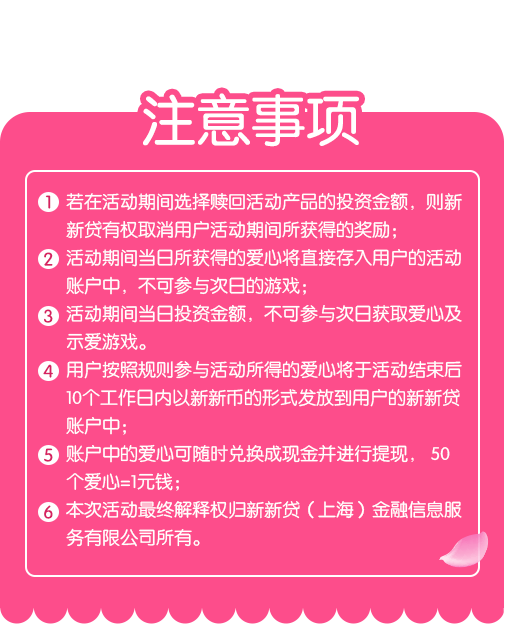 注意事项
1 若在活动期间选择赎回活动产品的投资金额，则新
新贷有权取消用户活动期间所获得的奖励；
2 活动期间当日所获得的爱心将直接存入用户的活动
账户中，不可参与次日的游戏；
3 活动期间当日投资金额，不可参与次日获取爱心及
示爱游戏。
4 用户按照规则参与活动所得的爱心将于活动结束后
10个工作日内以新新币的形式发放到用户的新新贷
账户中；
5 账户中的爱心可随时兑换成现金并进行提现， 50
个爱心=1元钱；
6 本次活动最终解释权归新新贷（上海）金融信息服
务有限公司所有。